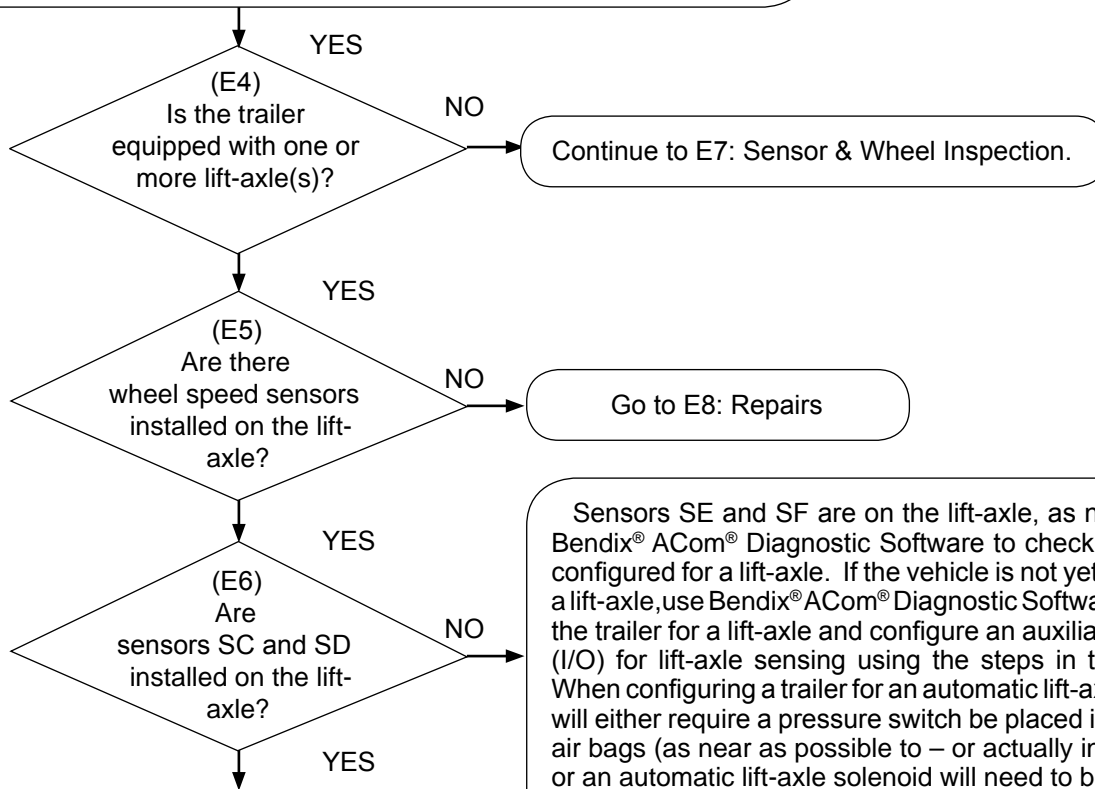 YES
(E4)
Is the trailer
equipped with one or
more lift-axle(s)?
NO
Continue to E7: Sensor & Wheel Inspection.
YES
(E5)
Are there
wheel speed sensors
installed on the lift-
axle?
NO
Go to E8: Repairs
YES
(E6)
Are
sensors SC and SD
installed on the lift-
axle?
NO
YES
Sensors SE and SF are on the lift-axle, as
Bendix® ACom® Diagnostic Software to check
configured for a lift-axle. If the vehicle is not yet
a lift-axle,use Bendix® ACom® Diagnostic
the trailer for a lift-axle and configure an
(I/O) for lift-axle sensing using the steps in
When configuring a trailer for an automatic
will either require a pressure switch be placed
air bags (as near as possible to – or actually
or an automatic lift-axle solenoid will need to